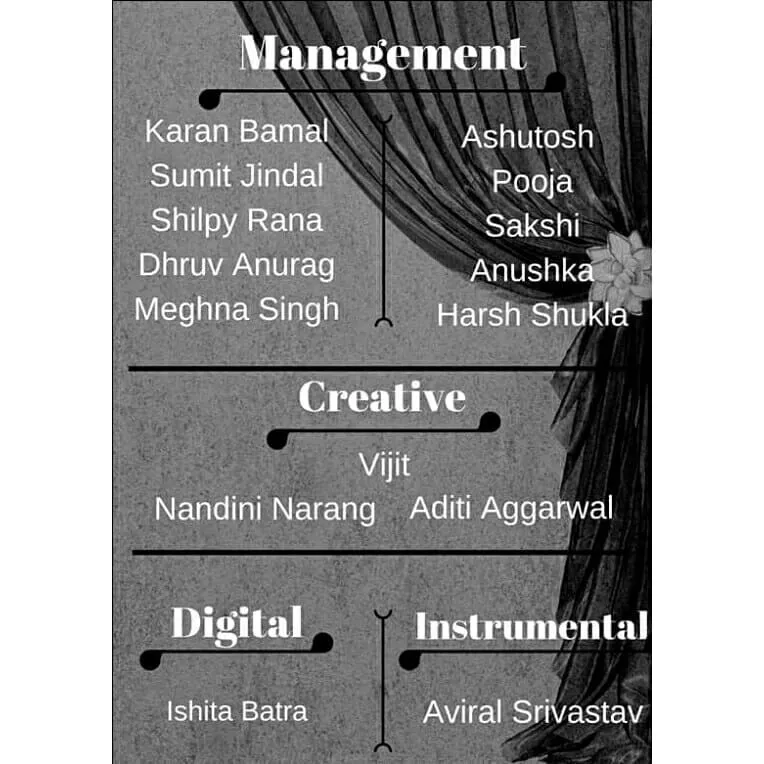 Management
Karan Bamal
Sumit Jindal
Shilpy Rana
Dhruv Anurag
Meghna Singh
Ashutosh
Pooja
Sakshi
Anushka
Harsh Shukla
Creative
Vijit
Nandini Narang Aditi Aggarwal
Digital
Ishita Batra
Instrumental
Aviral Srivastav